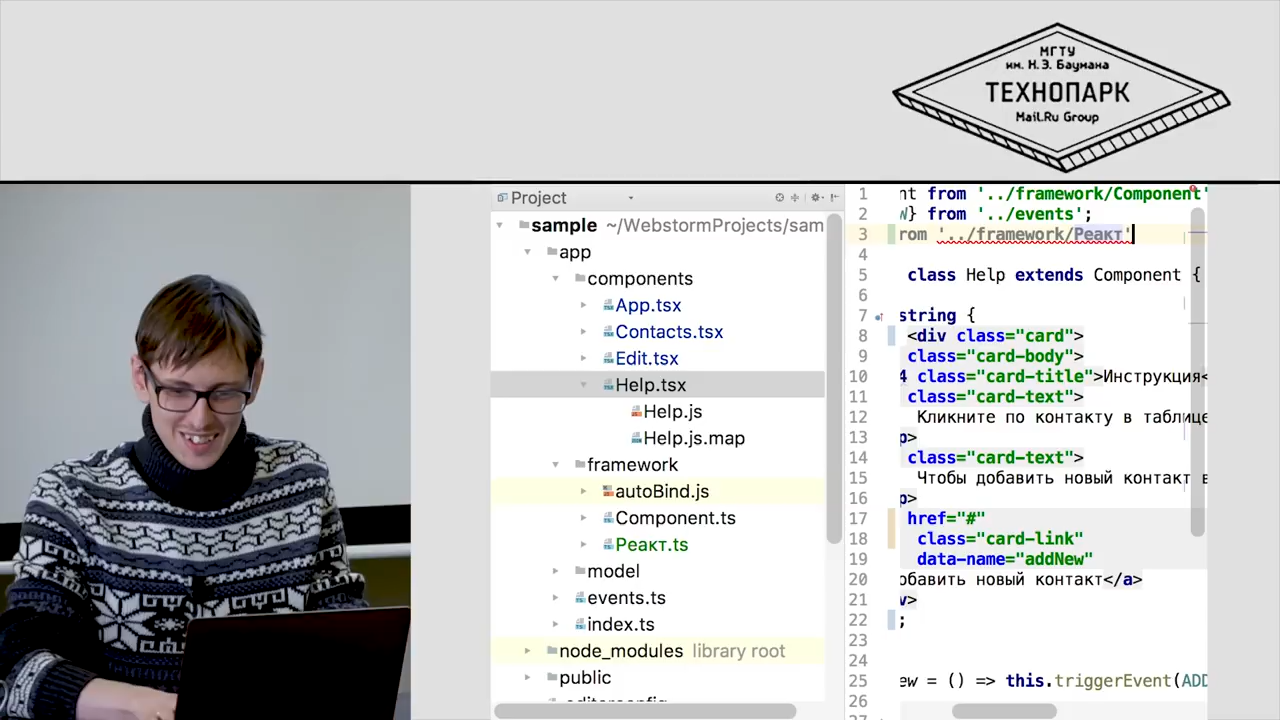 МГТУ
им. Н.Э. Баумана
ТЕХНОПАРК
Mail.Ru Group
Project
sample ~/WebstormProjects/sam
app
components
App.tsx
Contacts.tsx
Edit.tsx
Help.tsx
Help.js
Help.js.map
framework
autoBind.js
Component.ts
Реакт.ts
model
events.ts
index.ts
node_modules library root
public
1 nt from '../framework/Component'
2 } from '../events';
3 rom '../framework/Реакт'
4
5 class Help extends Component {
6
7 string {
8 <div class="card">
9 class="card-body">
10 4 class="card-title">Инструкция<
11 class="card-text">
12 Кликните по контакту в таблице
13 p>
14 class="card-text">
15 Чтобы добавить новый контакт в
16 p>
17 href="#"
18 class="card-link"
19 data-name="addNew"
20 обавить новый контакт</a>
21 v>
22 ;
23
24
25 ew = () => this.triggerEvent(ADD
26
27